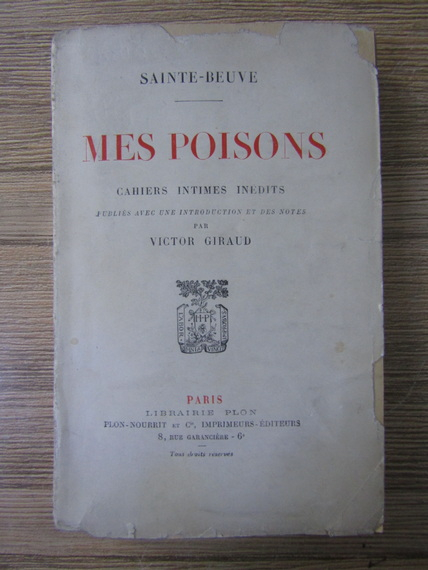 SAINTE-BEUVE
MES POISONS
CAHIERS INTIMES INEDITS
PUBLIÉS AVEC UNE INTRODUCTION ET DES NOTES
PAR
VICTOR GIRAUD
PARIS
LIBRAIRIE PLON
PLON-NOURRIT ET Cie, IMPRIMEURS-ÉDITEURS
8, RUE GARANCIÈRE - 6e
Tous droits réservés